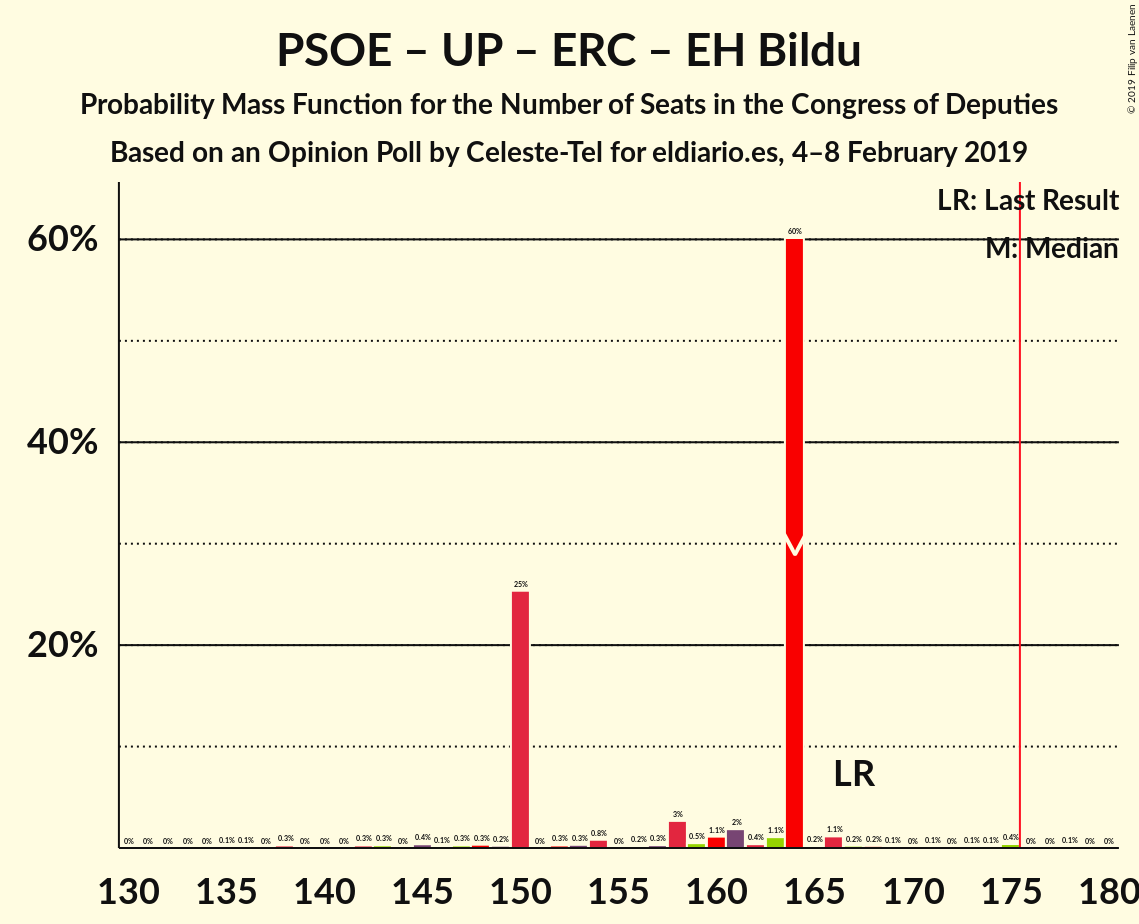 PSOE – UP – ERC – EH Bildu
Probability Mass Function for the Number of Seats in the Congress of Deputies
Based on an Opinion Poll by Celeste-Tel for eldiario.es, 4–8 February 2019
© 2019 Filip van Laenen
LR: Last Result
M: Median
60%
40%
20%
0% 0% 0% 0% 0% 0.1% 0.1% 0% 0.3% 0% 0% 0% 0.3% 0.3% 0% 0.4% 0.1% 0.3% 0.3% 0.2% 25% 0% 0.3% 0.3% 0.8% 0% 0.2% 0.3% 3% 0.5% 1.1% 2% 0.4% 1.1% 60% 0.2% 1.1% 0.2% 0.2% 0.1% 0% 0.1% 0% 0.1% 0.1% 0.4% 0% 0% 0.1% 0% 0%
LR
130 135 140 145 150 155 160 165 170 175 180